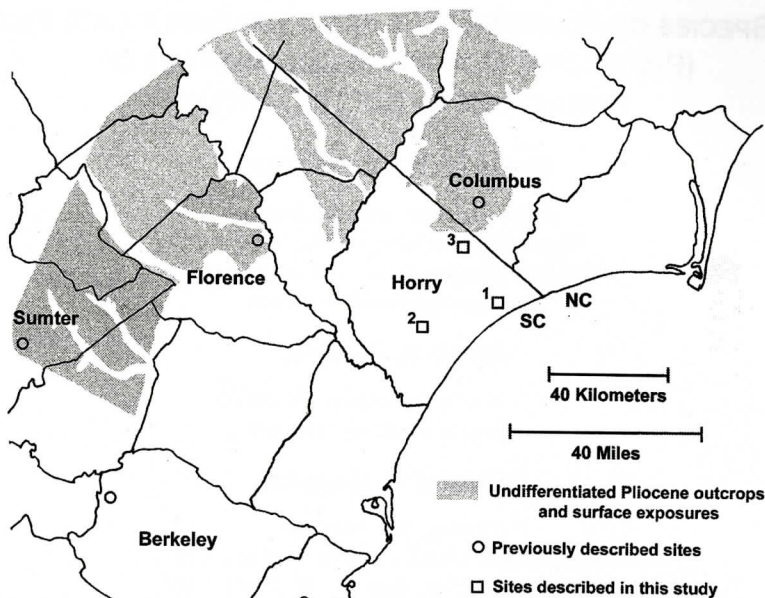 SPECIES
Columbus
3
Florence
Horry
1
NC
SC
2
Sumter
40 Kilometers
40 Miles
Undifferentiated Pliocene outcrops
and surface exposures
Berkeley
Previously described sites
Sites described in this study